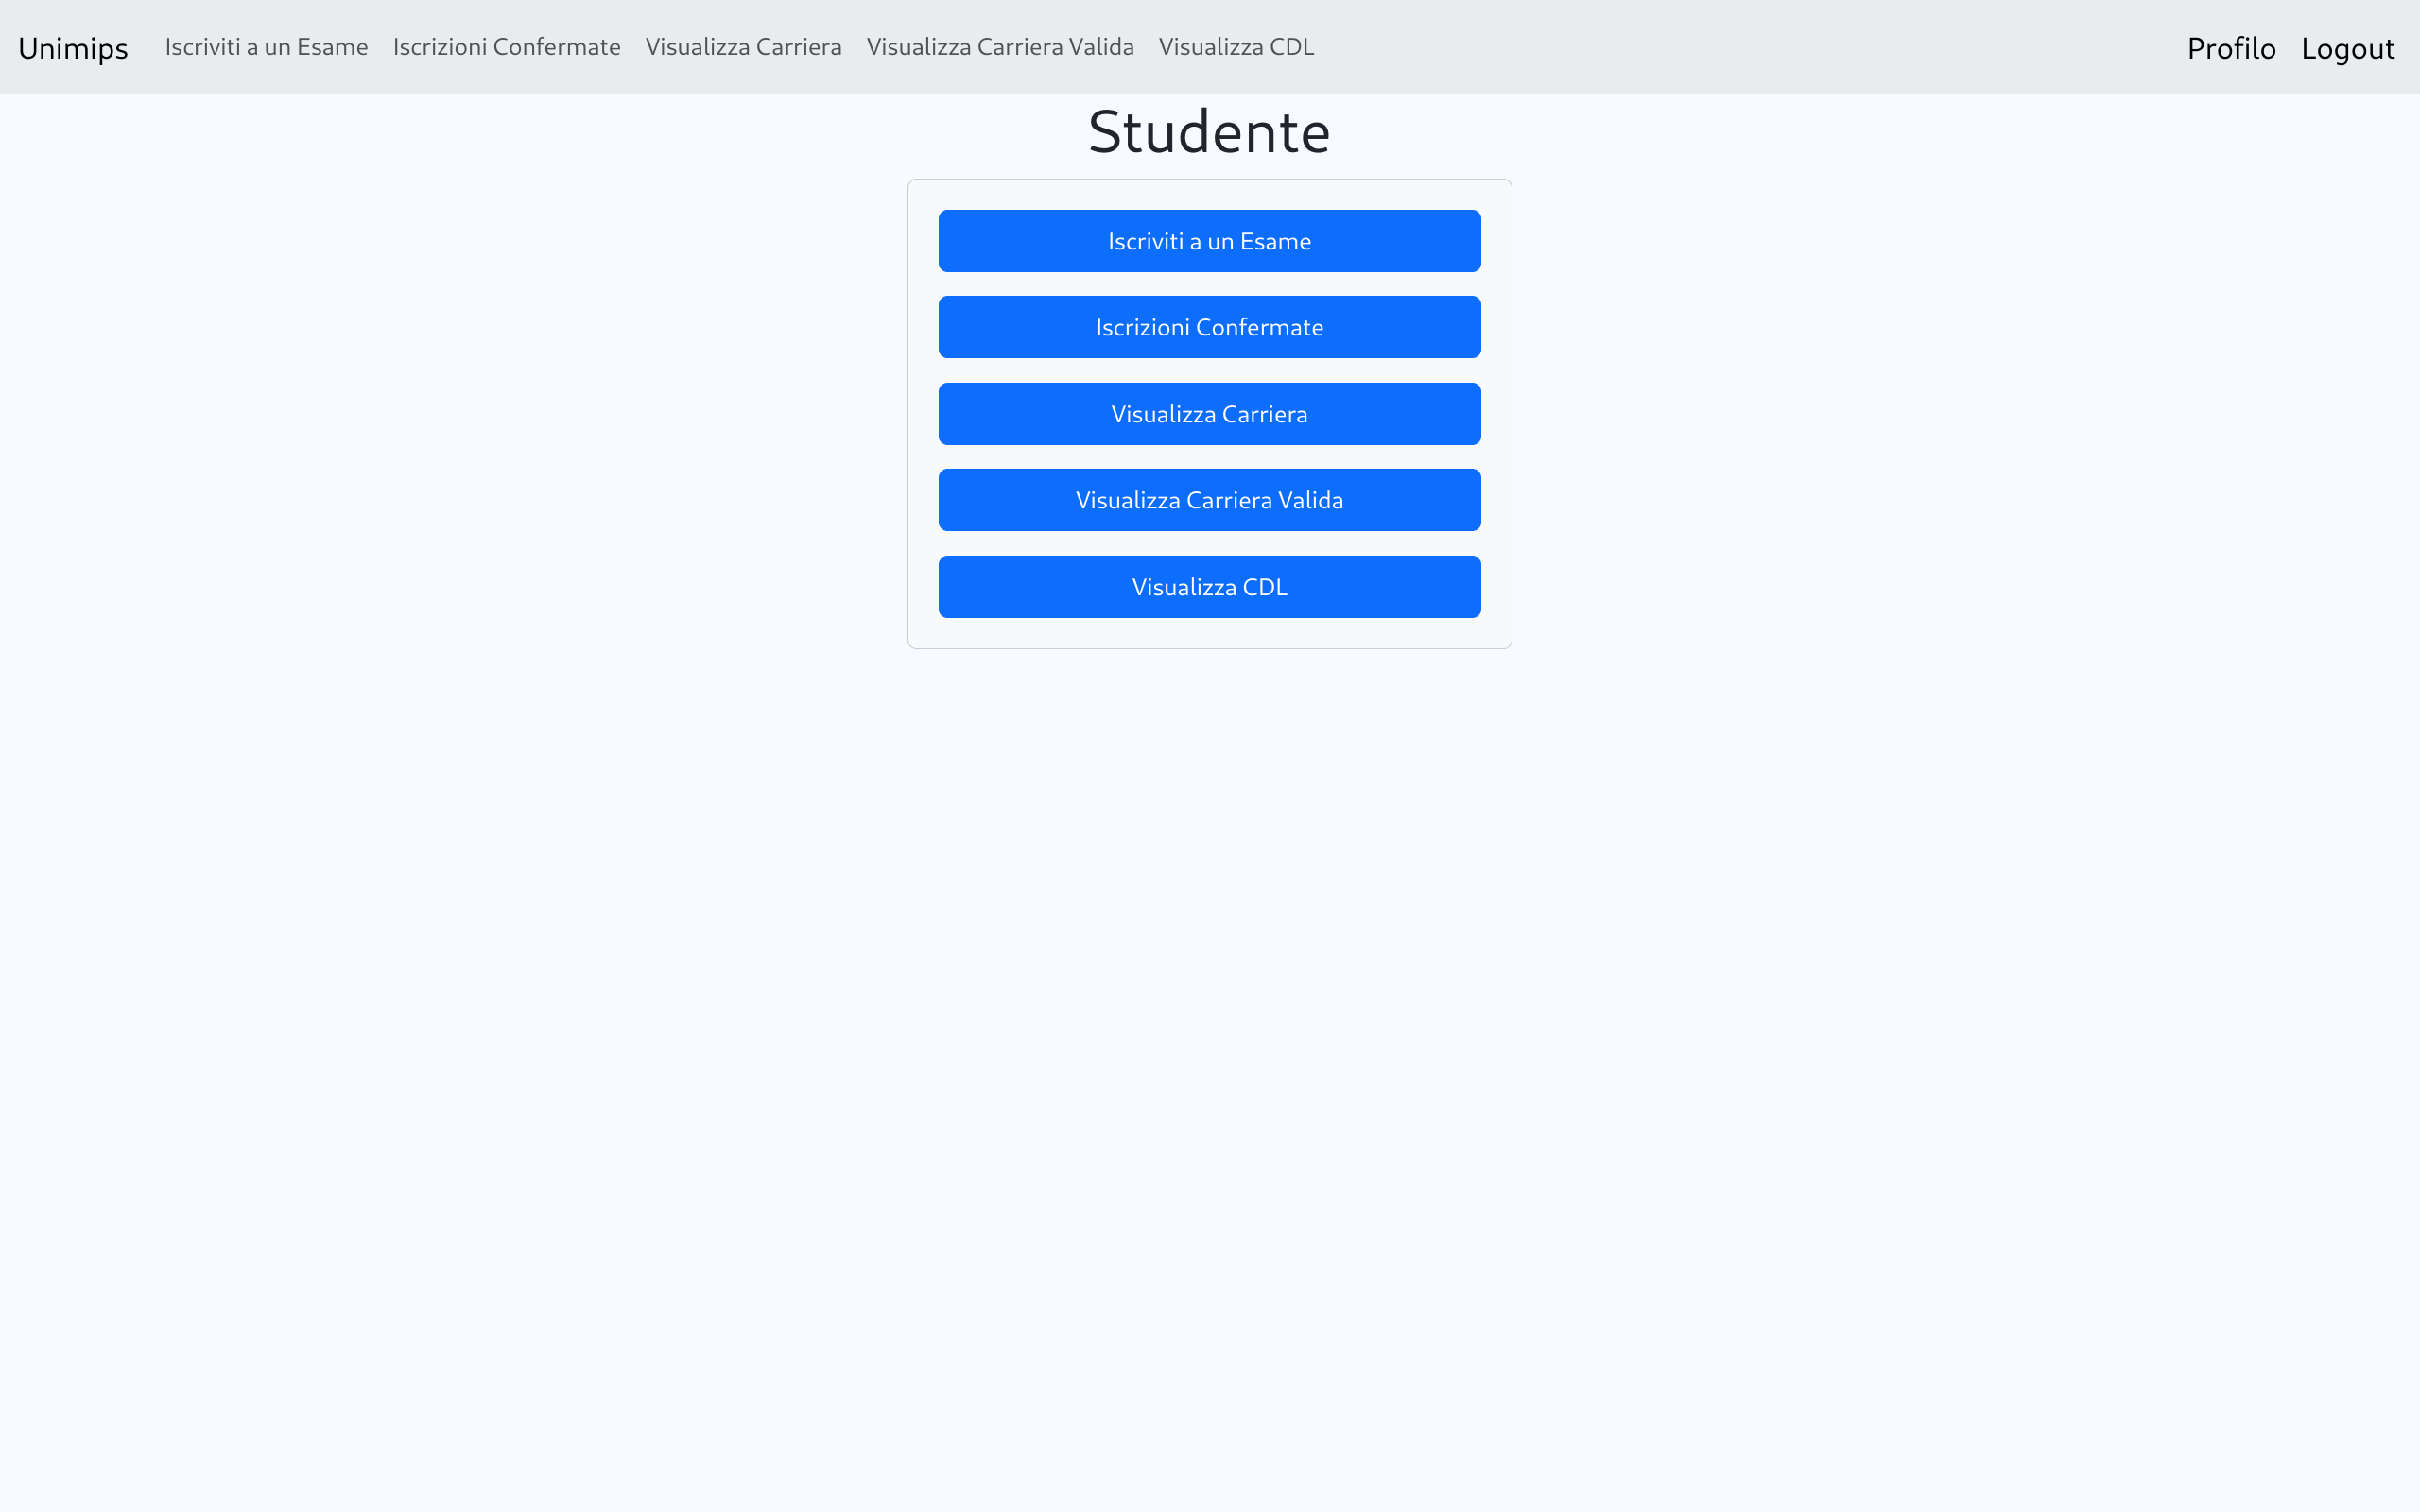 Unimips Iscriviti a un Esame Iscrizioni Confermate Visualizza Carriera Visualizza Carriera Valida Visualizza CDL Profilo Logout
Studente
Iscriviti a un Esame
Iscrizioni Confermate
Visualizza Carriera
Visualizza Carriera Valida
Visualizza CDL